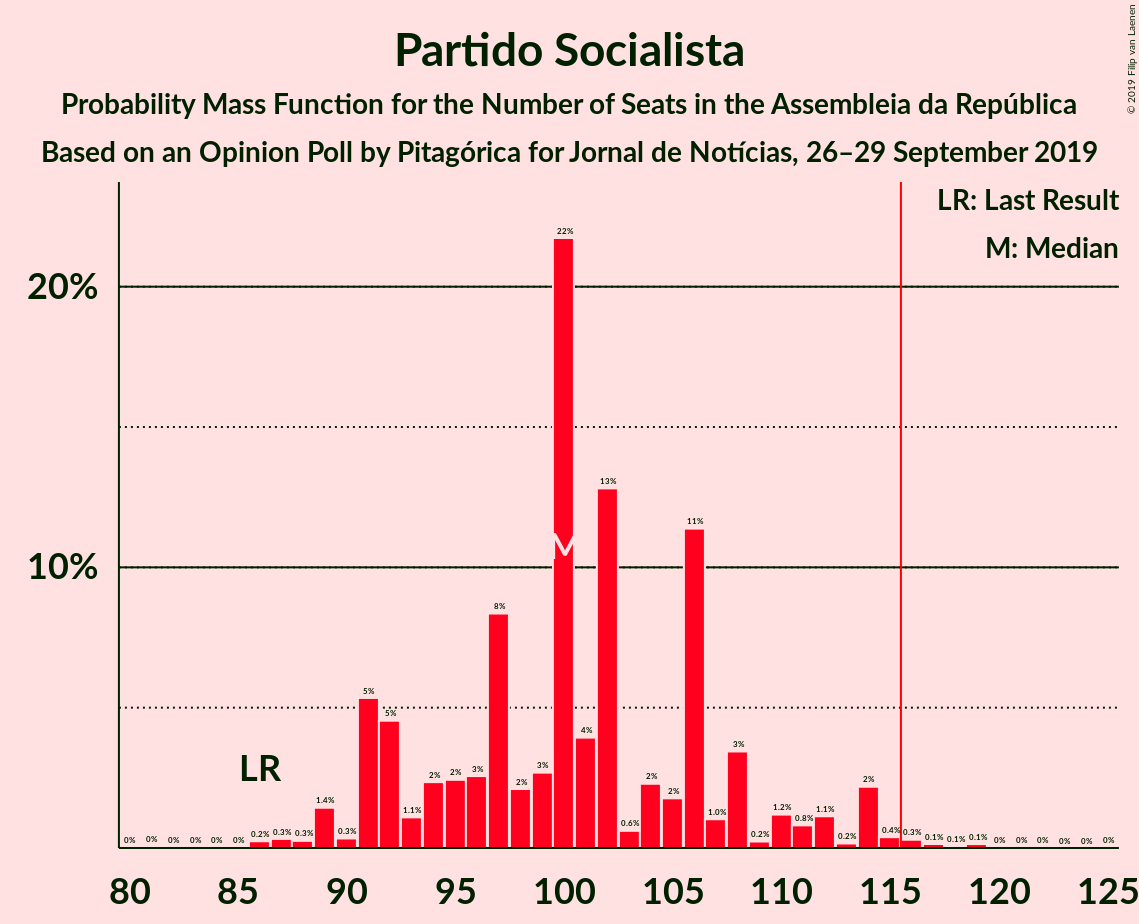 Partido Socialista
Probability Mass Function for the Number of Seats in the Assembleia da República
Based on an Opinion Poll by Pitagórica for Jornal de Notícias, 26–29 September 2019
© 2019 Filip van Laenen
LR: Last Result
M: Median
20%
10%
LR
M
0% 0% 0% 0% 0% 0% 0.2% 0.3% 0.3% 1.4% 0.3% 5% 5% 1.1% 2% 2% 3% 8% 2% 3% 22% 4% 13% 0.6% 2% 2% 11% 1.0% 3% 0.2% 1.2% 0.8% 1.1% 0.2% 2% 0.4% 0.3% 0.1% 0.1% 0.1% 0% 0% 0% 0% 0% 0%
80 85 90 95 100 105 110 115 120 125